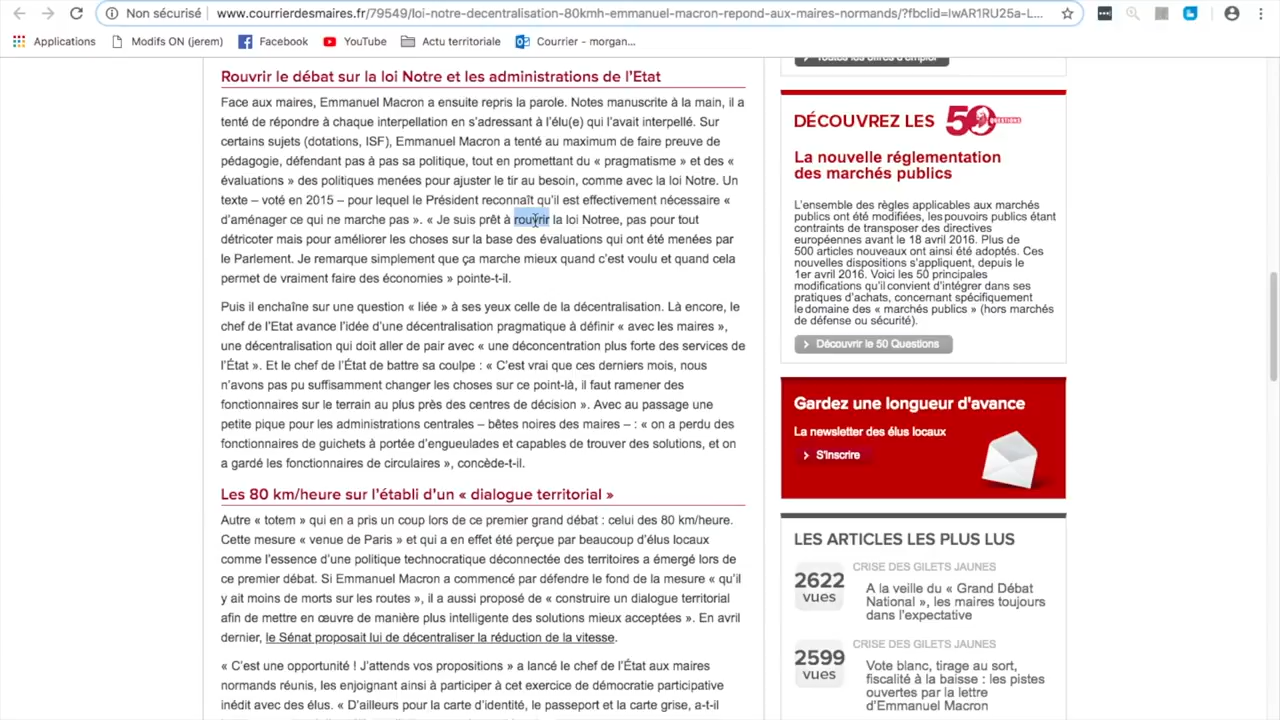 Non sécurisé
www.courrierdesmaires.fr/79549/loi-notre-decentralisation-80kmh-emmanuel-macron-repond-aux-maires-normands/?fbclid=IwAR1RU25a-L...
Applications
Modifs ON (jerem)
Facebook
YouTube
Actu territoriale
Courrier - morgan...
Rouvrir le débat sur la loi Notre et les administrations de l'Etat
Face aux maires, Emmanuel Macron a ensuite repris la parole. Notes manuscrite à la main, il a
tenté de répondre à chaque interpellation en s'adressant à l'élu(e) qui l'avait interpellé. Sur
certains sujets (dotations, ISF), Emmanuel Macron a tenté au maximum de faire preuve de
pédagogie, défendant pas à pas sa politique, tout en promettant du « pragmatisme » et des «
évaluations » des politiques menées pour ajuster le tir au besoin, comme avec la loi Notre. Un
texte – voté en 2015 – pour lequel le Président reconnaît qu'il est effectivement nécessaire «
d'aménager ce qui ne marche pas ». « Je suis prêt à rouvrir la loi Notree, pas pour tout
détricoter mais pour améliorer les choses sur la base des évaluations qui ont été menées par
le Parlement. Je remarque simplement que ça marche mieux quand c'est voulu et quand cela
permet de vraiment faire des économies » pointe-t-il.
Puis il enchaîne sur une question « liée » à ses yeux celle de la décentralisation. Là encore, le
chef de l'Etat avance l'idée d'une décentralisation pragmatique à définir « avec les maires »,
une décentralisation qui doit aller de pair avec « une déconcentration plus forte des services de
l'État ». Et le chef de l'État de battre sa coulpe : « C'est vrai que ces derniers mois, nous
n'avons pas pu suffisamment changer les choses sur ce point-là, il faut ramener des
fonctionnaires sur le terrain au plus près des centres de décision ». Avec au passage une
petite pique pour les administrations centrales – bêtes noires des maires – : « on a perdu des
fonctionnaires de guichets à portée d'engueulades et capables de trouver des solutions, et on
a gardé les fonctionnaires de circulaires », concède-t-il.
Les 80 km/heure sur l'établi d'un « dialogue territorial »
Autre « totem » qui en a pris un coup lors de ce premier grand débat : celui des 80 km/heure.
Cette mesure « venue de Paris » et qui a en effet été perçue par beaucoup d'élus locaux
comme l'essence d'une politique technocratique déconnectée des territoires a émergé lors de
ce premier débat. Si Emmanuel Macron a commencé par défendre le fond de la mesure « qu'il
y ait moins de morts sur les routes », il a aussi proposé de « construire un dialogue territorial
afin de mettre en œuvre de manière plus intelligente des solutions mieux acceptées ». En avril
dernier, le Sénat proposait lui de décentraliser la réduction de la vitesse.
« C'est une opportunité ! J'attends vos propositions » a lancé le chef de l'État aux maires
normands réunis, les enjoignant ainsi à participer à cet exercice de démocratie participative
inédit avec des élus. « D'ailleurs pour la carte d'identité, le passeport et la carte grise, a-t-il
Toutes les offres d'emploi
DÉCOUVREZ LES 50 QUESTIONS
La nouvelle réglementation
des marchés publics
L'ensemble des règles applicables aux marchés
publics ont été modifiées, les pouvoirs publics étant
contraints de transposer des directives
européennes avant le 18 avril 2016. Plus de
500 articles nouveaux ont ainsi été adoptés. Ces
nouvelles dispositions s'appliquent, depuis le
1er avril 2016. Voici les 50 principales
modifications qu'il convient d'intégrer dans ses
pratiques d'achats, concernant spécifiquement
le domaine des « marchés publics » (hors marchés
de défense ou sécurité).
Découvrir le 50 Questions
Gardez une longueur d'avance
La newsletter des élus locaux
S'inscrire
LES ARTICLES LES PLUS LUS
2622
vues
CRISE DES GILETS JAUNES
A la veille du « Grand Débat
National », les maires toujours
dans l'expectative
2599
vues
CRISE DES GILETS JAUNES
Vote blanc, tirage au sort,
fiscalité à la baisse : les pistes
ouvertes par la lettre
d'Emmanuel Macron